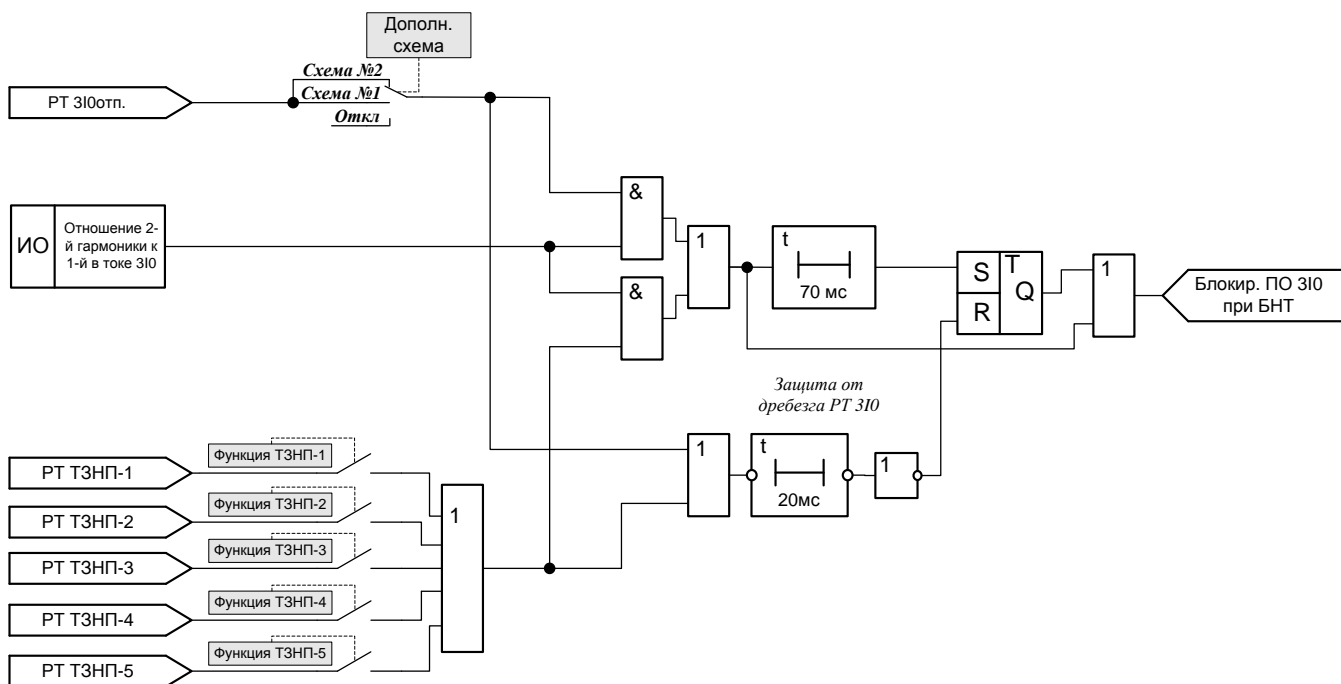 Дополн.
схема
Схема №2
Схема №1
Откл
РТ 3I0отп.
ИО
Отношение 2-
й гармоники к
1-й в токе 3I0
&
&
1
t
70 мс
S
T
Q
R
1
Блокир. ПО 3I0
при БНТ
Защита от
дребезга РТ 3I0
1
t
20мс
1
РТ ТЗНП-1
Функция ТЗНП-1
РТ ТЗНП-2
Функция ТЗНП-2
РТ ТЗНП-3
Функция ТЗНП-3
РТ ТЗНП-4
Функция ТЗНП-4
РТ ТЗНП-5
Функция ТЗНП-5
1